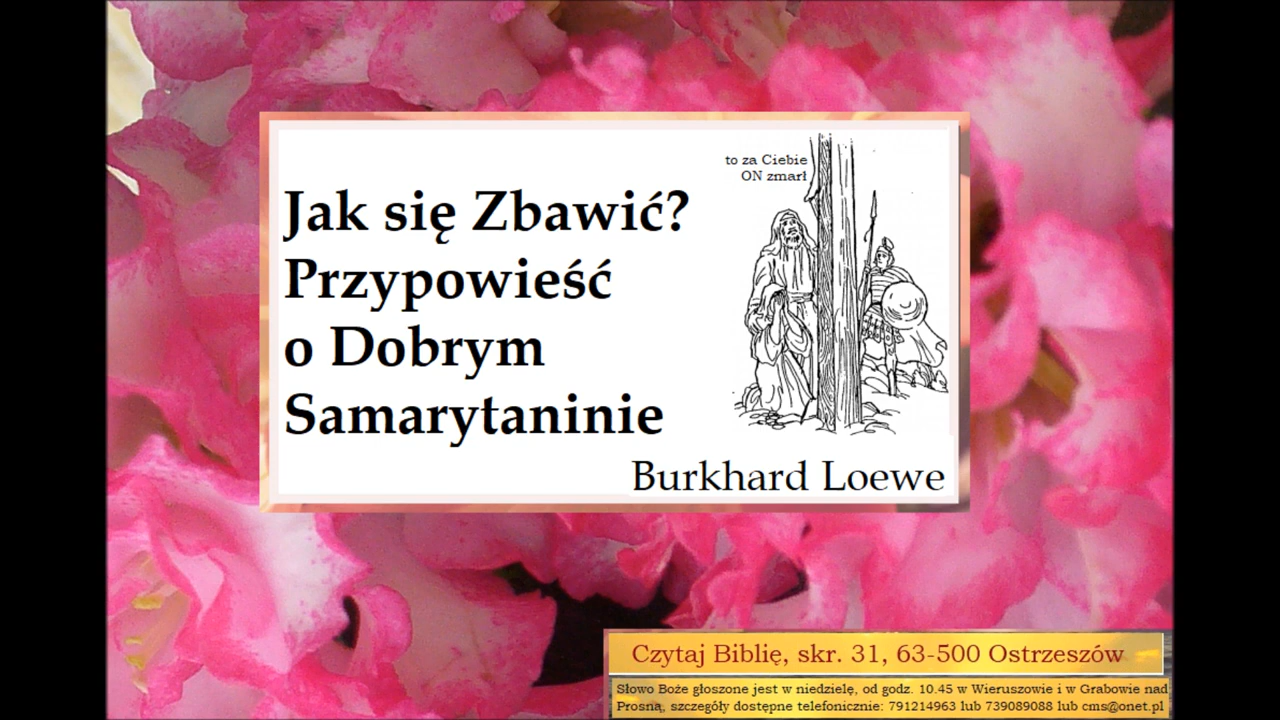 to za Ciebie
ON zmarł
Jak się Zbawić?
Przypowieść
o Dobrym
Samarytaninie
Burkhard Loewe
Czytaj Biblię, skr. 31, 63-500 Ostrzeszów
Słowo Boże głoszone jest w niedzielę, od godz. 10.45 w Wieruszowie i w Grabowie nad
Prosną, szczegóły dostępne telefonicznie: 791214963 lub 739089088 lub cms@onet.pl